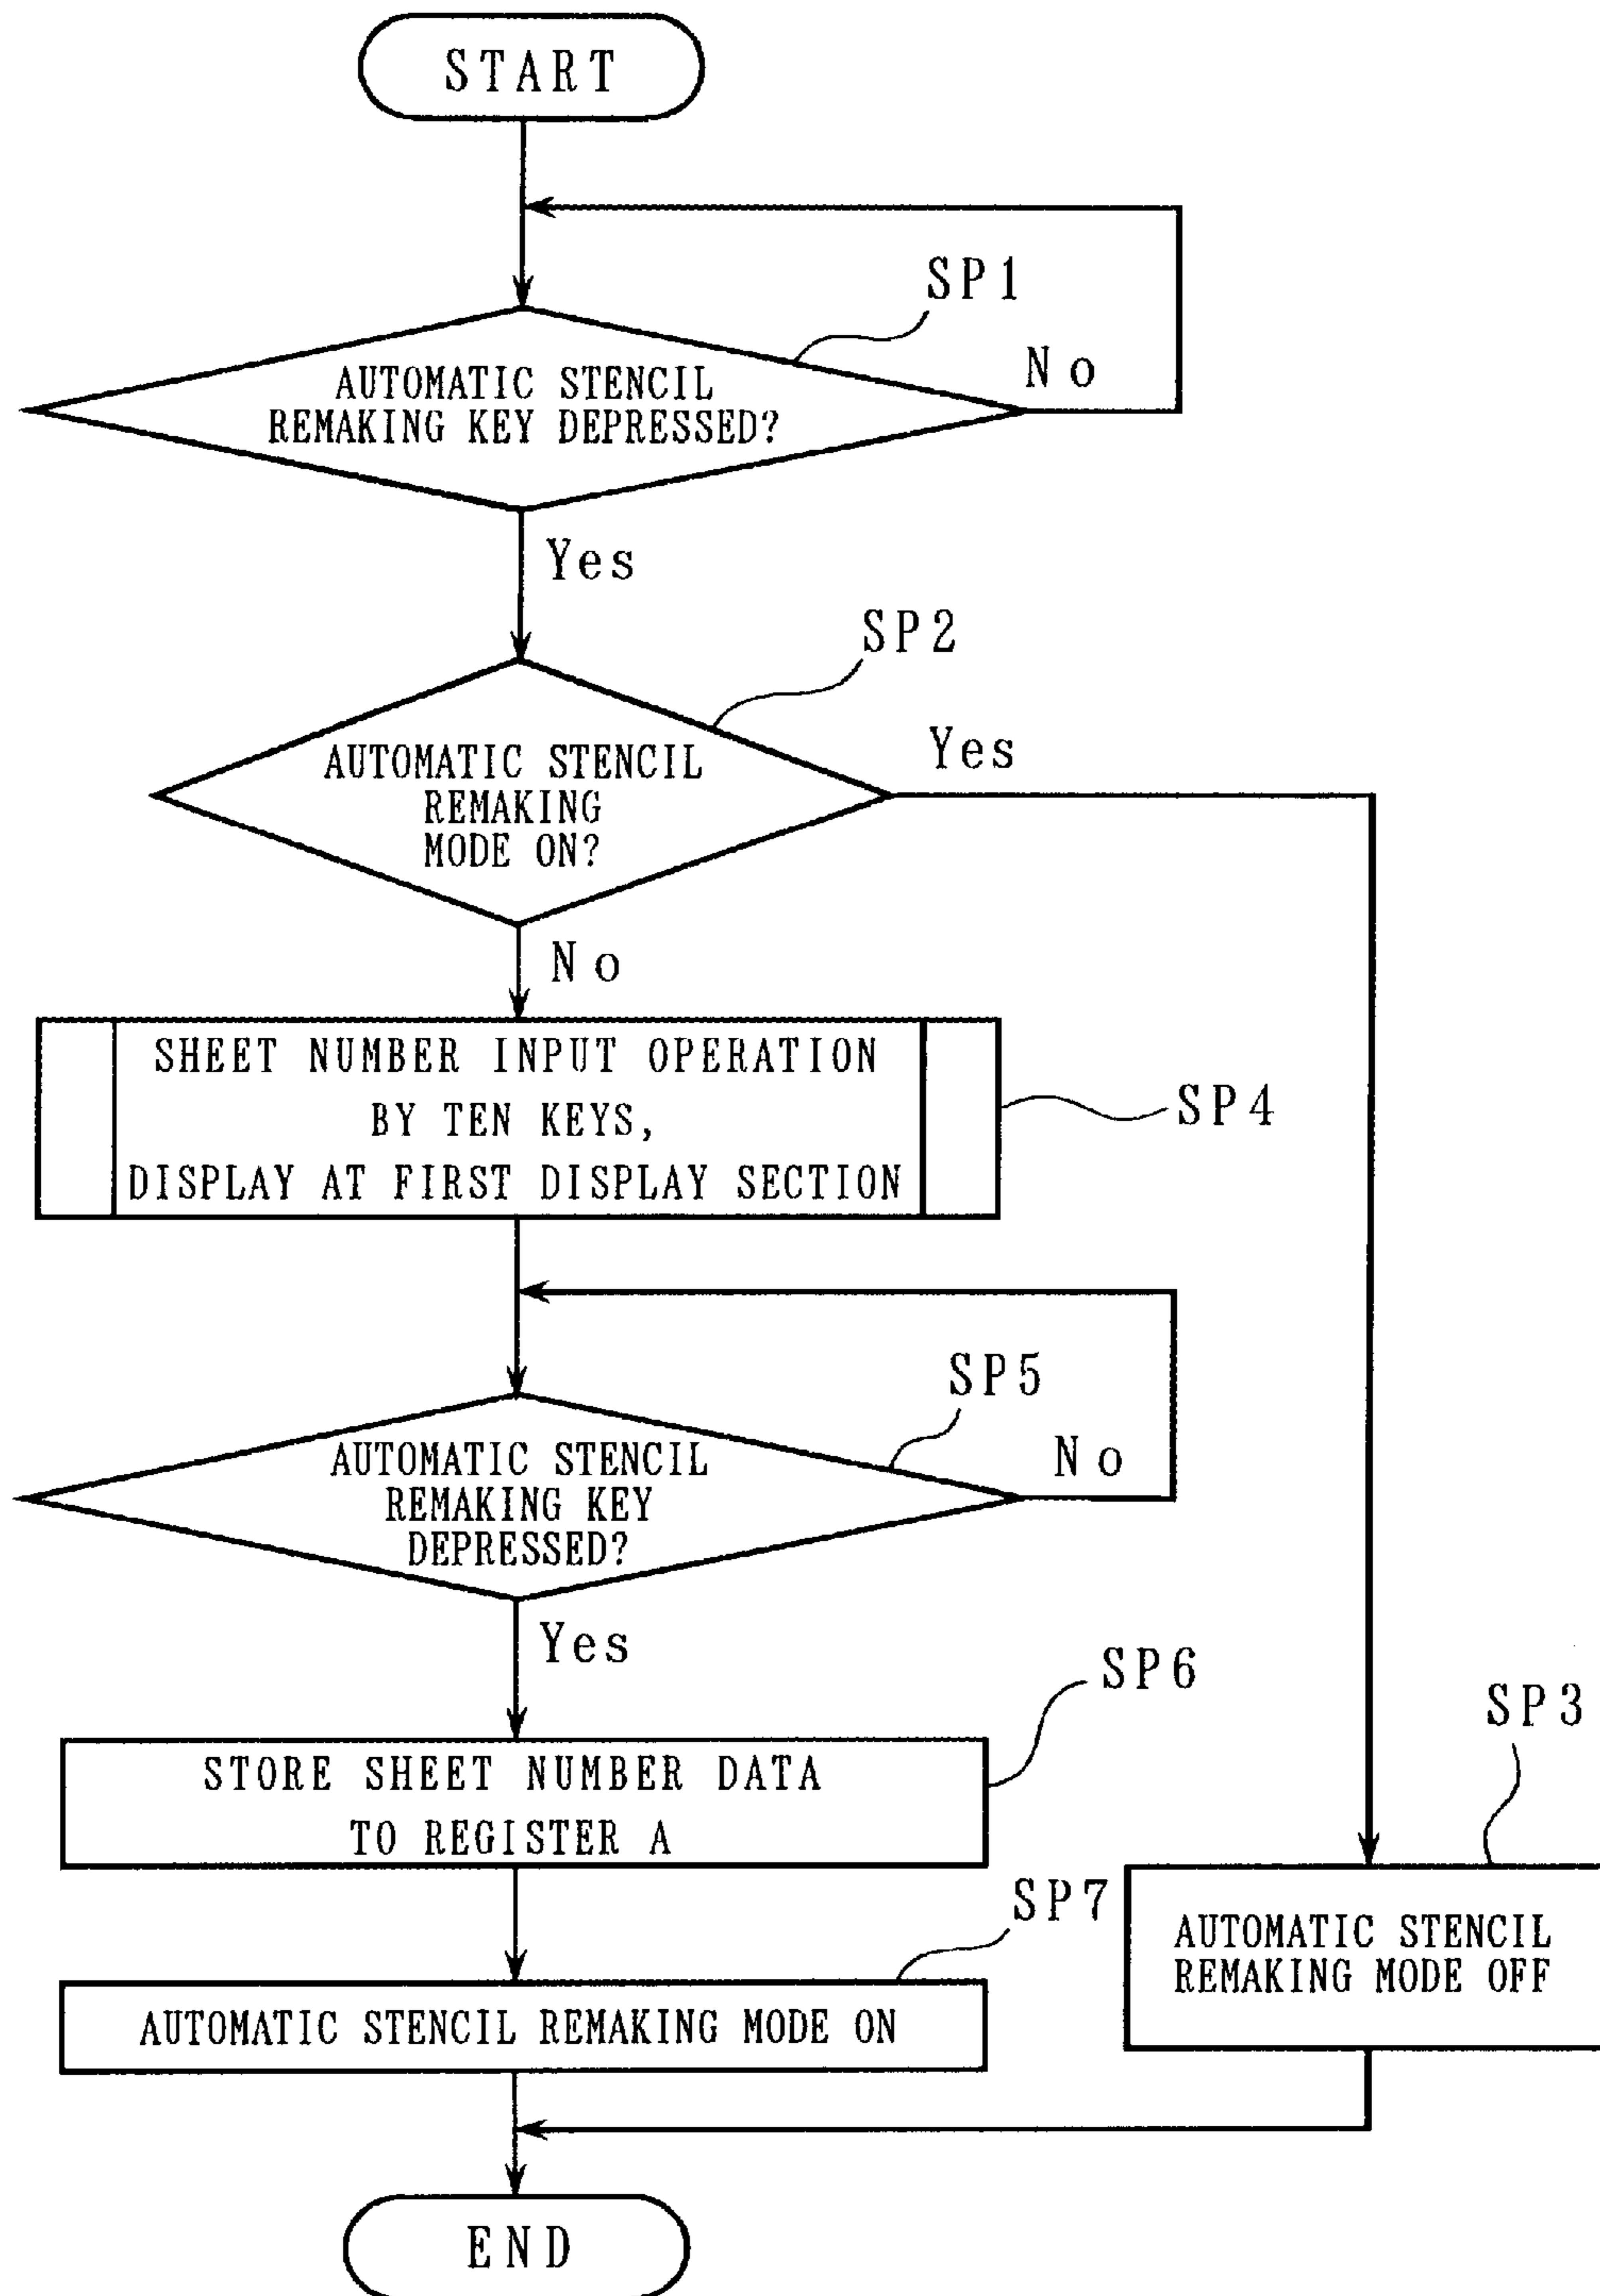 START
SP1
No
AUTOMATIC STENCIL
REMAKING KEY DEPRESSED?
Yes
SP2
Yes
AUTOMATIC STENCIL
REMAKING
MODE ON?
No
SHEET NUMBER INPUT OPERATION
BY TEN KEYS,
DISPLAY AT FIRST DISPLAY SECTION
SP4
SP5
No
AUTOMATIC STENCIL
REMAKING KEY
DEPRESSED?
Yes
SP6
STORE SHEET NUMBER DATA
TO REGISTER A
SP3
SP7
AUTOMATIC STENCIL
REMAKING MODE OFF
AUTOMATIC STENCIL REMAKING MODE ON
END